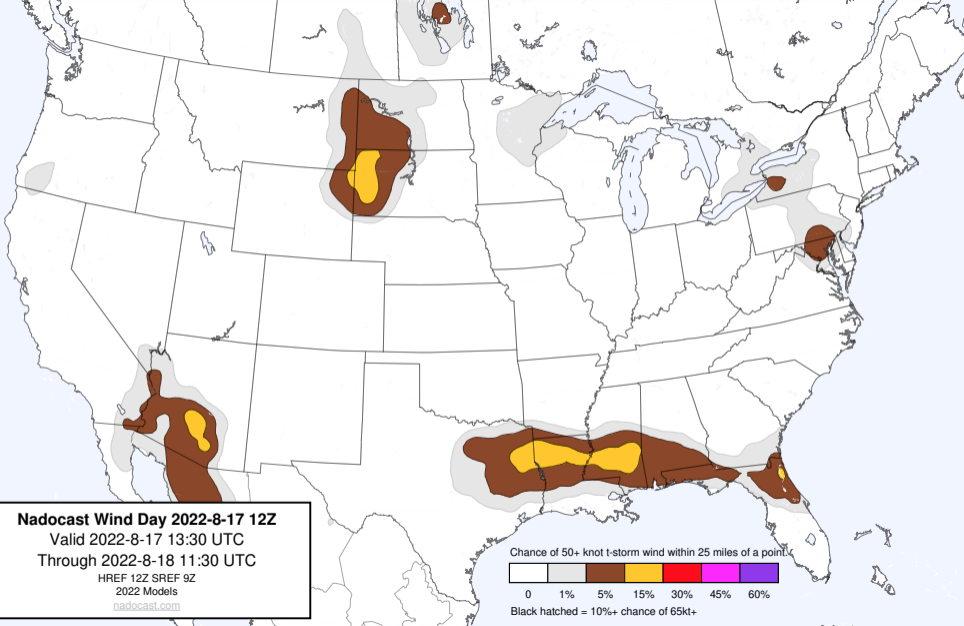 Nadocast Wind Day 2022-8-17 12Z
Valid 2022-8-17 13:30 UTC
Through 2022-8-18 11:30 UTC
HREF 12Z SREF 9Z
2022 Models
nadocast.com
Chance of 50+ knot t-storm wind within 25 miles of a point.
0 1% 5% 15% 30% 45% 60%
Black hatched = 10%+ chance of 65kt+